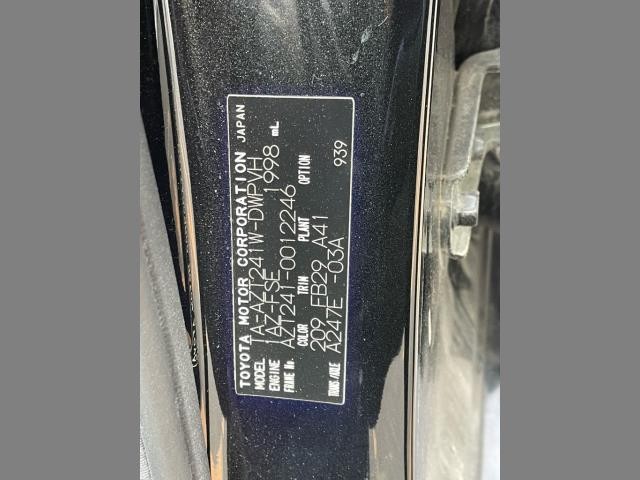 TOYOTA MOTOR CORPORATION JAPAN
MODEL TA-AZT241W-DWPVH
ENGINE 1AZ-FSE 1998 mL
FRAME No. AZT241-0012246
COLOR TRIM PLANT OPTION
209 FB29 A41
TRANS/AXLE A247E -03A 939